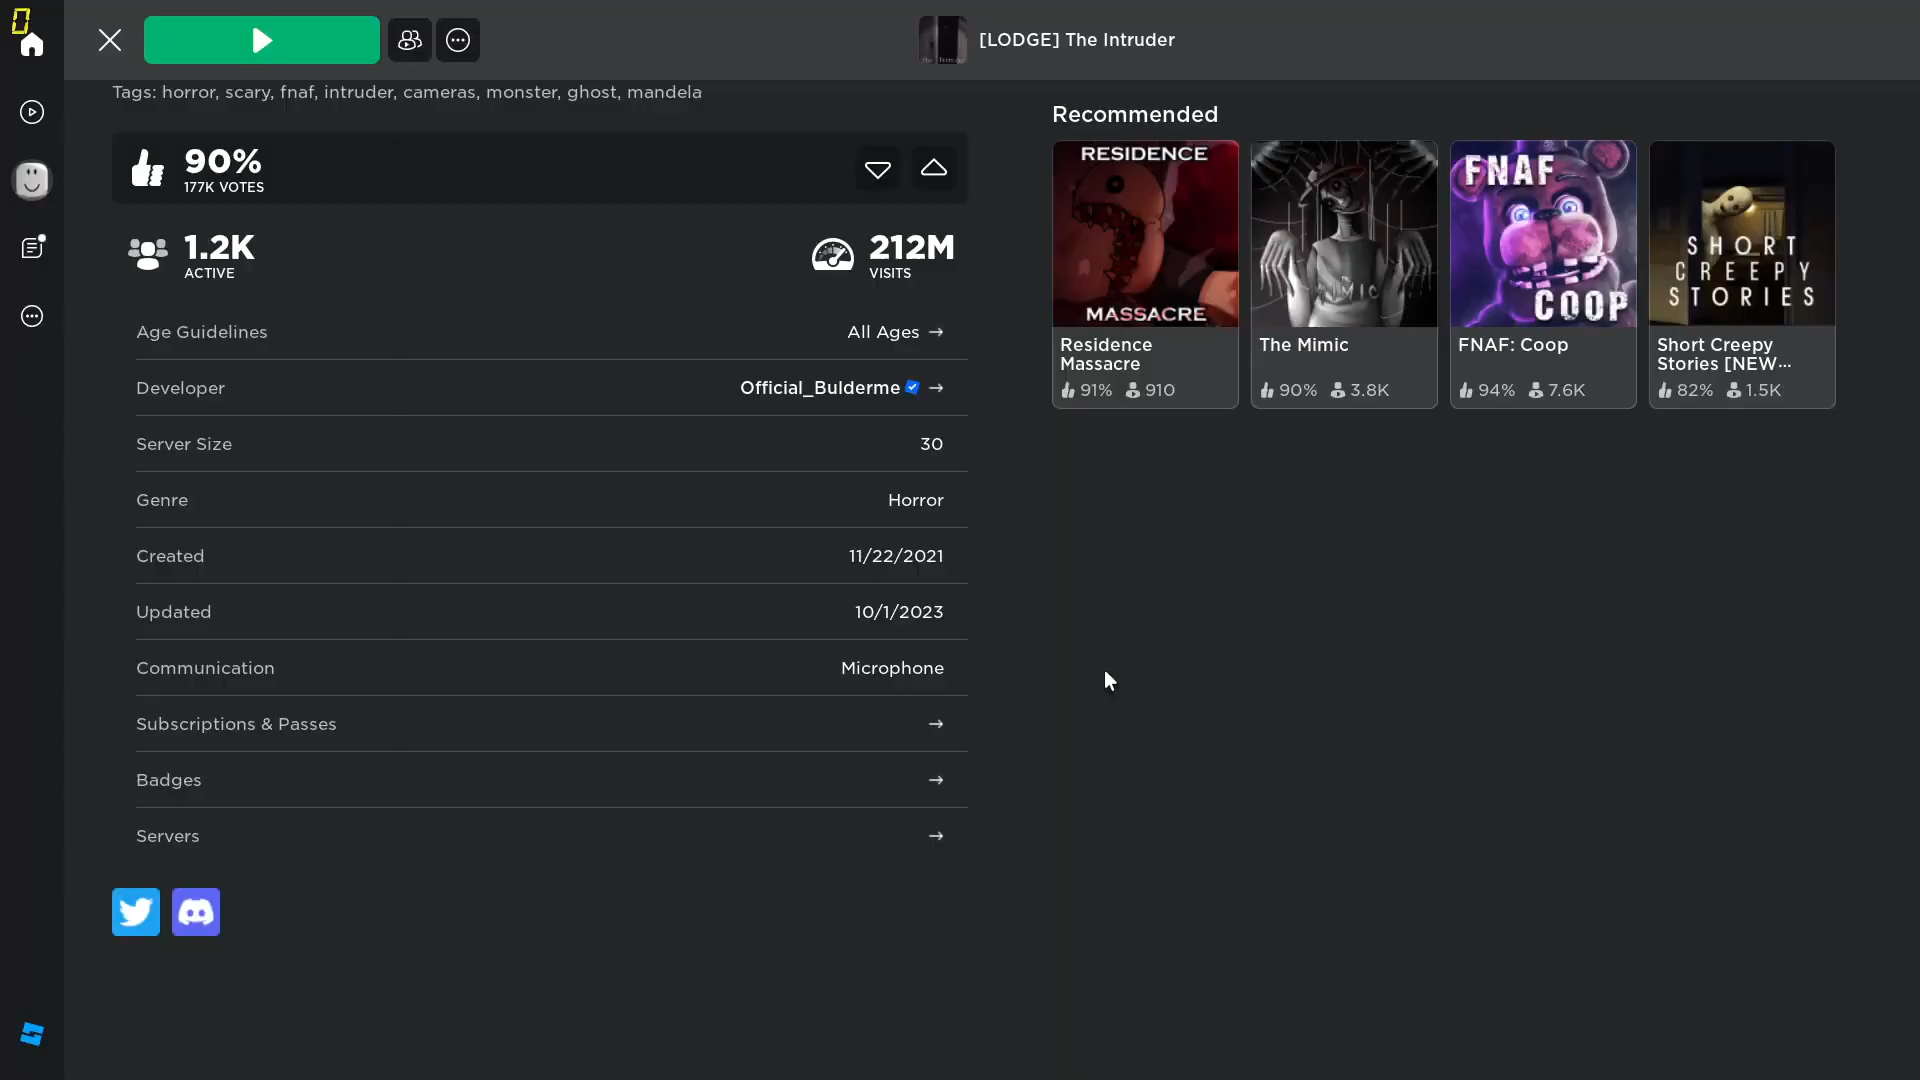 0
[LODGE] The Intruder
Tags: horror, scary, fnaf, intruder, cameras, monster, ghost, mandela
90%
177K VOTES
1.2K
ACTIVE
212M
VISITS
Age Guidelines
All Ages →
Developer
Official_Bulderme →
Server Size
30
Genre
Horror
Created
11/22/2021
Updated
10/1/2023
Communication
Microphone
Subscriptions & Passes →
Badges →
Servers →
Recommended
RESIDENCE
MASSACRE
Residence
Massacre
91% 910
MIMIC
The Mimic
90% 3.8K
FNAF
COOP
FNAF: Coop
94% 7.6K
SHORT
CREEPY
STORIES
Short Creepy
Stories [NEW...
82% 1.5K